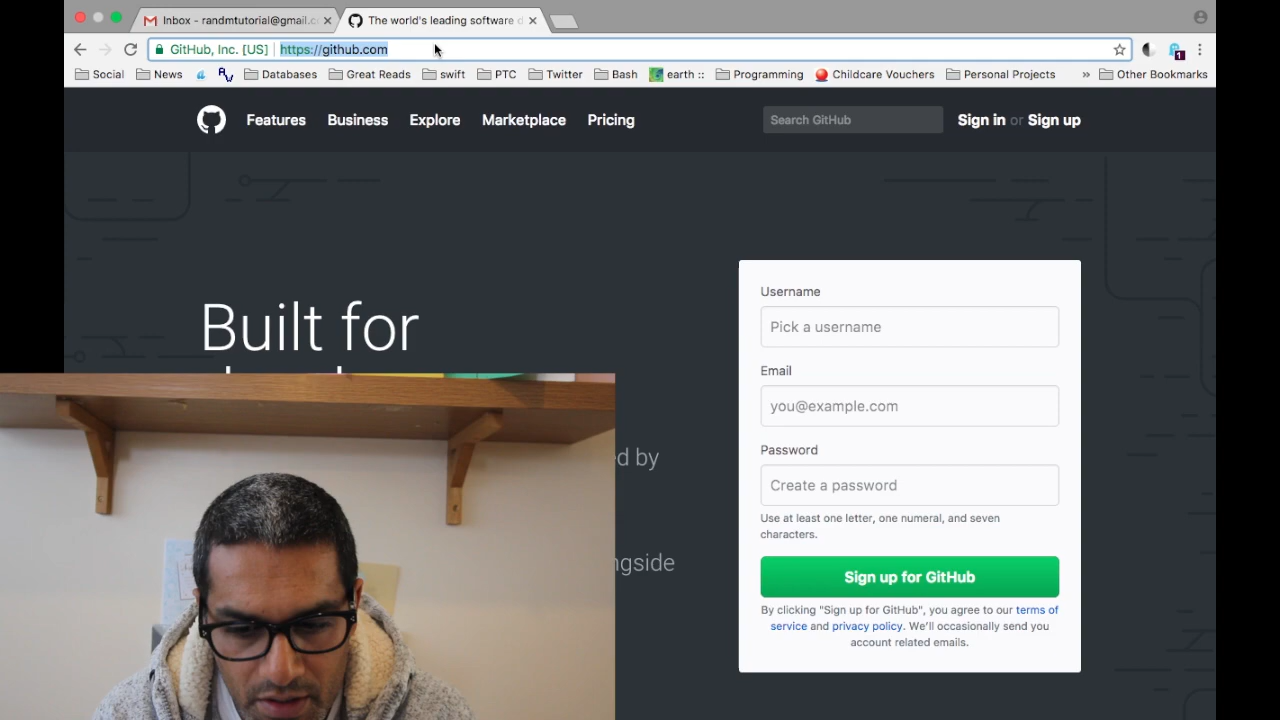 Inbox - randmtutorial@gmail.c
The world's leading software d
GitHub, Inc. [US]
https://github.com
1
Social
News
Databases
Great Reads
swift
PTC
Twitter
Bash
earth ::
Programming
Childcare Vouchers
Personal Projects
»
Other Bookmarks
Features
Business
Explore
Marketplace
Pricing
Search GitHub
Sign in or Sign up
Built for
Username
Pick a username
Email
you@example.com
ed by
Password
Create a password
Use at least one letter, one numeral, and seven
characters.
ngside
Sign up for GitHub
By clicking "Sign up for GitHub", you agree to our terms of
service and privacy policy. We'll occasionally send you
account related emails.